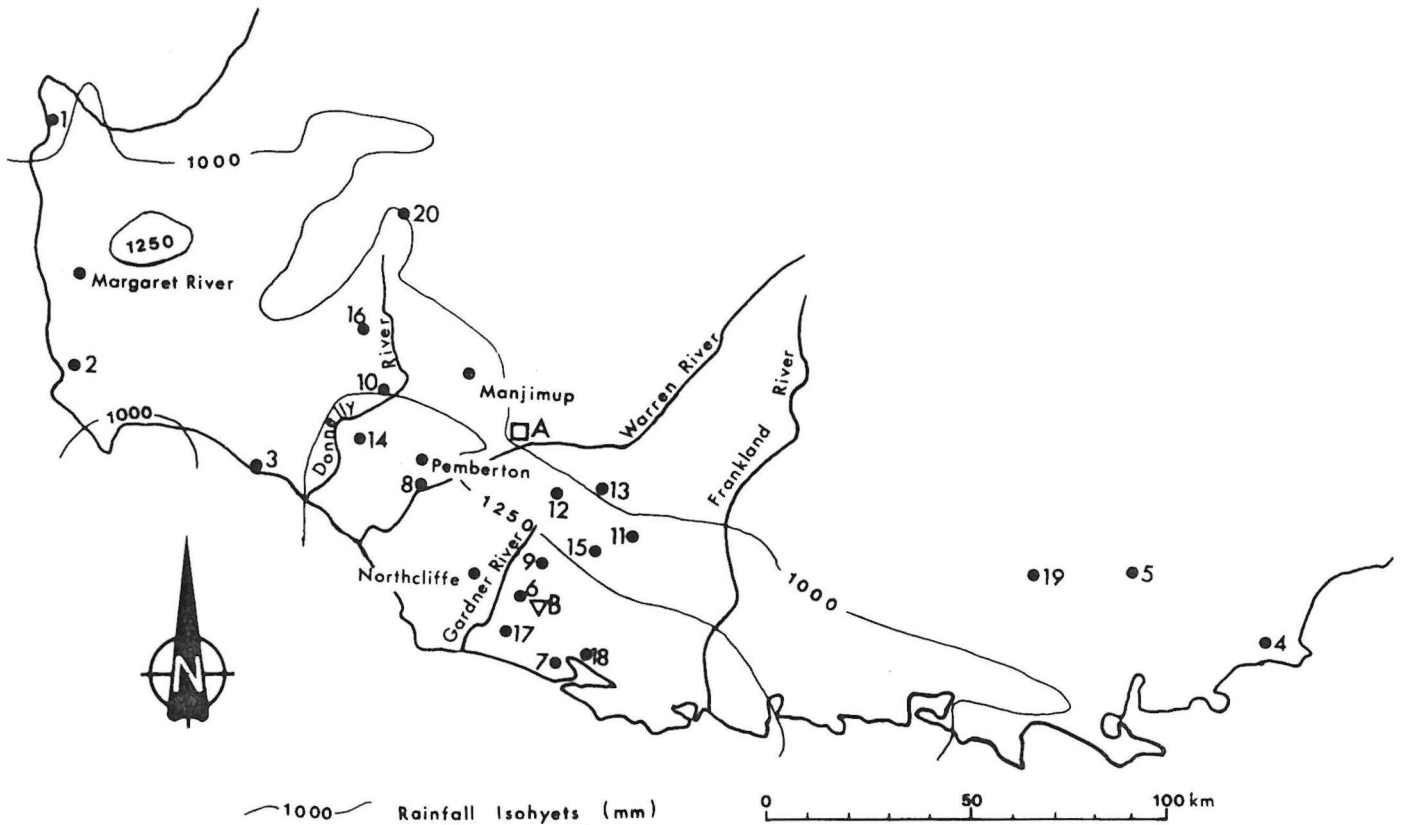 1
1000
20
1250
Margaret River
16
River
2
10
Manjimup
Warren River
Frankland River
1000
A
Donnelly
14
3
Pemberton
8
13
12
1250
11
15
Northcliffe
Gardner River
9
6
B
17
7
18
1000
19
5
4
N
1000 Rainfall Isohyets (mm)
0 50 100 km